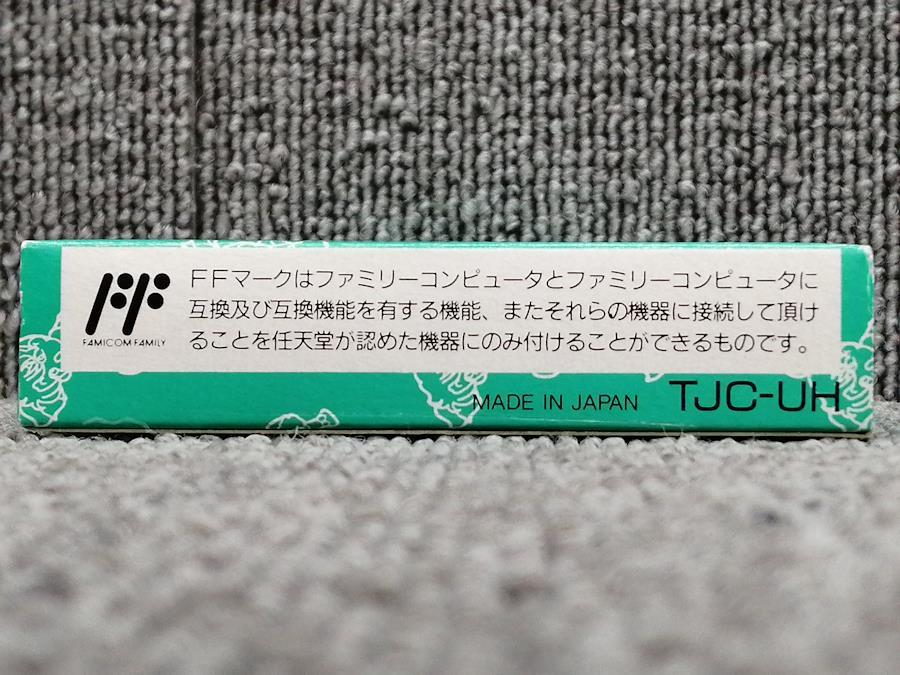 FAMICOM FAMILY
FFマークはファミリーコンピュータとファミリーコンピュータに
互換及び互換機能を有する機能、またそれらの機器に接続して頂け
ることを任天堂が認めた機器にのみ付けることができるものです。
MADE IN JAPAN TJC-UH